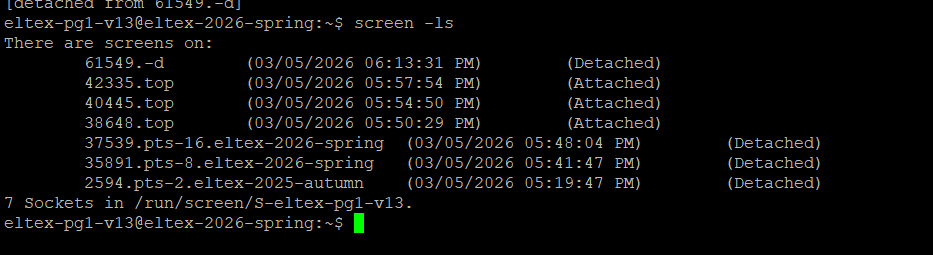 [detached from 61549.-d]
eltex-pg1-v13@eltex-2026-spring:~$ screen -ls
There are screens on:
61549.-d (03/05/2026 06:13:31 PM) (Detached)
42335.top (03/05/2026 05:57:54 PM) (Attached)
40445.top (03/05/2026 05:54:50 PM) (Attached)
38648.top (03/05/2026 05:50:29 PM) (Attached)
37539.pts-16.eltex-2026-spring (03/05/2026 05:48:04 PM) (Detached)
35891.pts-8.eltex-2026-spring (03/05/2026 05:41:47 PM) (Detached)
2594.pts-2.eltex-2025-autumn (03/05/2026 05:19:47 PM) (Detached)
7 Sockets in /run/screen/S-eltex-pg1-v13.
eltex-pg1-v13@eltex-2026-spring:~$